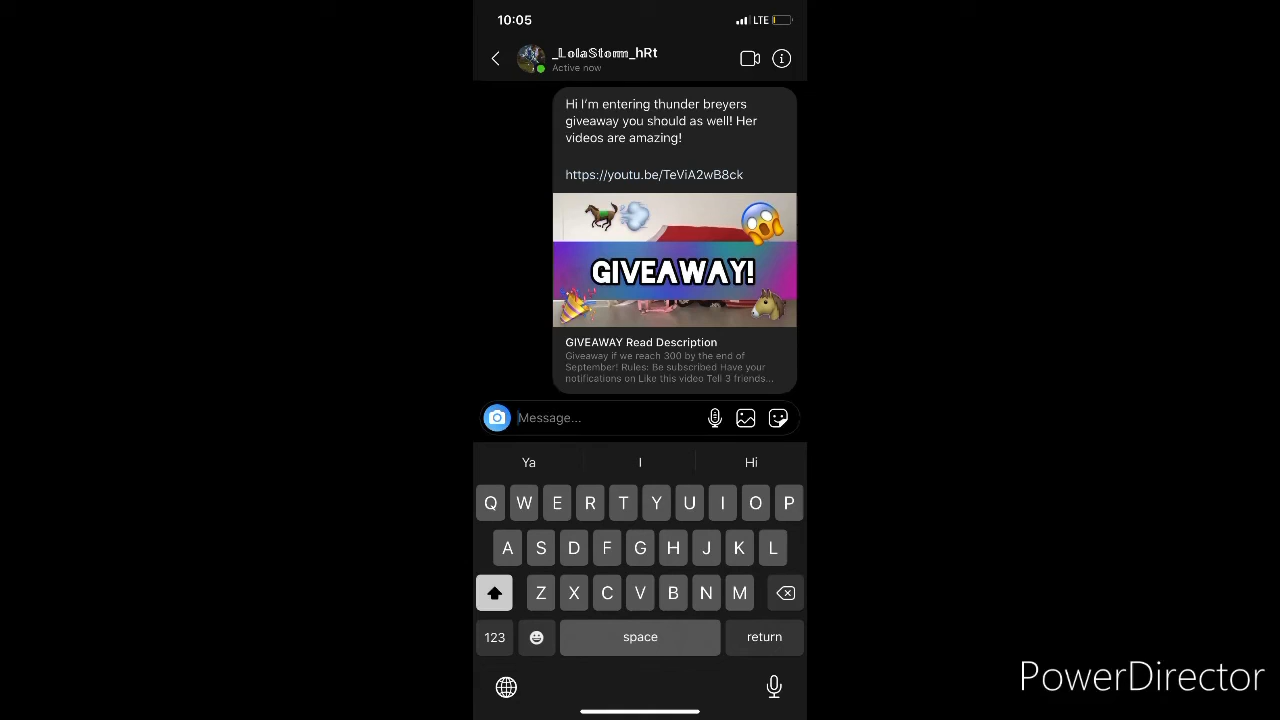 10:05
LTE
_𝕃𝕠𝕝𝕒𝕊𝕥𝕠𝕣𝕞_hRt
Active now
Hi I'm entering thunder breyers
giveaway you should as well! Her
videos are amazing!
https://youtu.be/TeViA2wB8ck
GIVEAWAY!
GIVEAWAY Read Description
Giveaway if we reach 300 by the end of
September! Rules: Be subscribed Have your
notifications on Like this video Tell 3 friends...
Message...
Ya I Hi
Q W E R T Y U I O P
A S D F G H J K L
Z X C V B N M
123 space return
PowerDirector